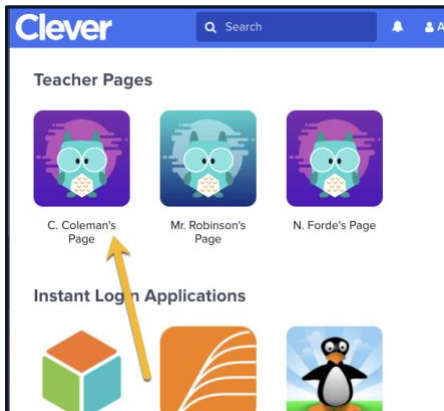 Clever
Search
A
Teacher Pages
C. Coleman's
Page
Mr. Robinson's
Page
N. Forde's Page
Instant Login Applications